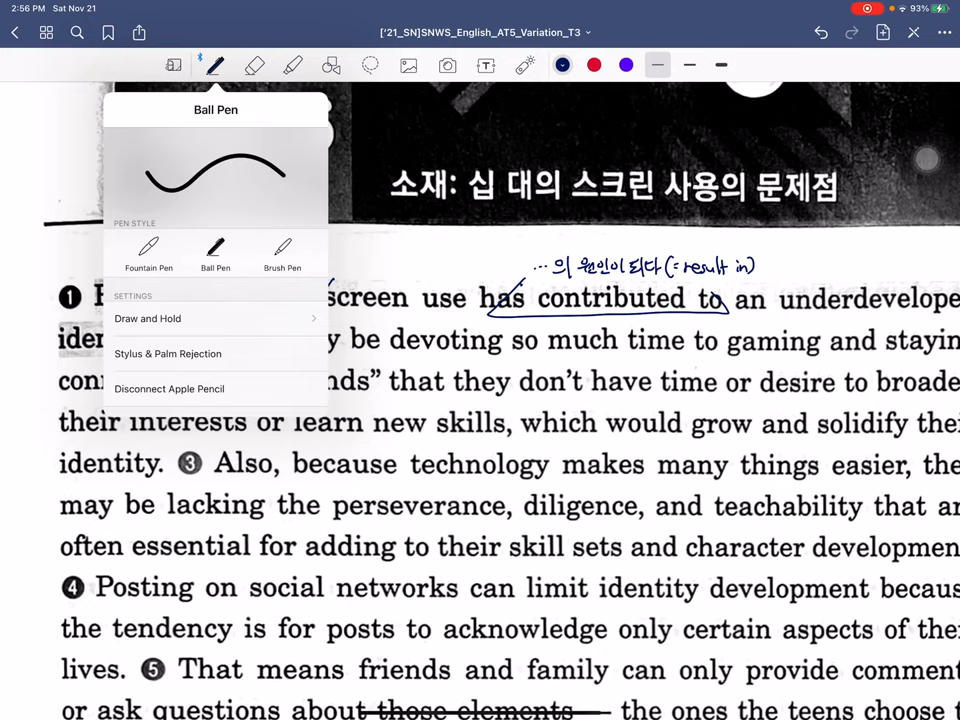 2:56 PM Sat Nov 21
93%
['21_SN]SNWS_English_AT5_Variation_T3
T
Ball Pen
PEN STYLE
Fountain Pen Ball Pen Brush Pen
SETTINGS
Draw and Hold
Stylus & Palm Rejection
Disconnect Apple Pencil
소재: 십 대의 스크린 사용의 문제점
… 의 원인이 되다 (= result in)
❶ screen use has contributed to an underdevelope
iden y be devoting so much time to gaming and stayin
con nds” that they don’t have time or desire to broade
their interests or learn new skills, which would grow and solidify thei
identity. ❸ Also, because technology makes many things easier, the
may be lacking the perseverance, diligence, and teachability that ar
often essential for adding to their skill sets and character developmen
❹ Posting on social networks can limit identity development becaus
the tendency is for posts to acknowledge only certain aspects of thei
lives. ❺ That means friends and family can only provide comment
or ask questions about those elements the ones the teens choose t